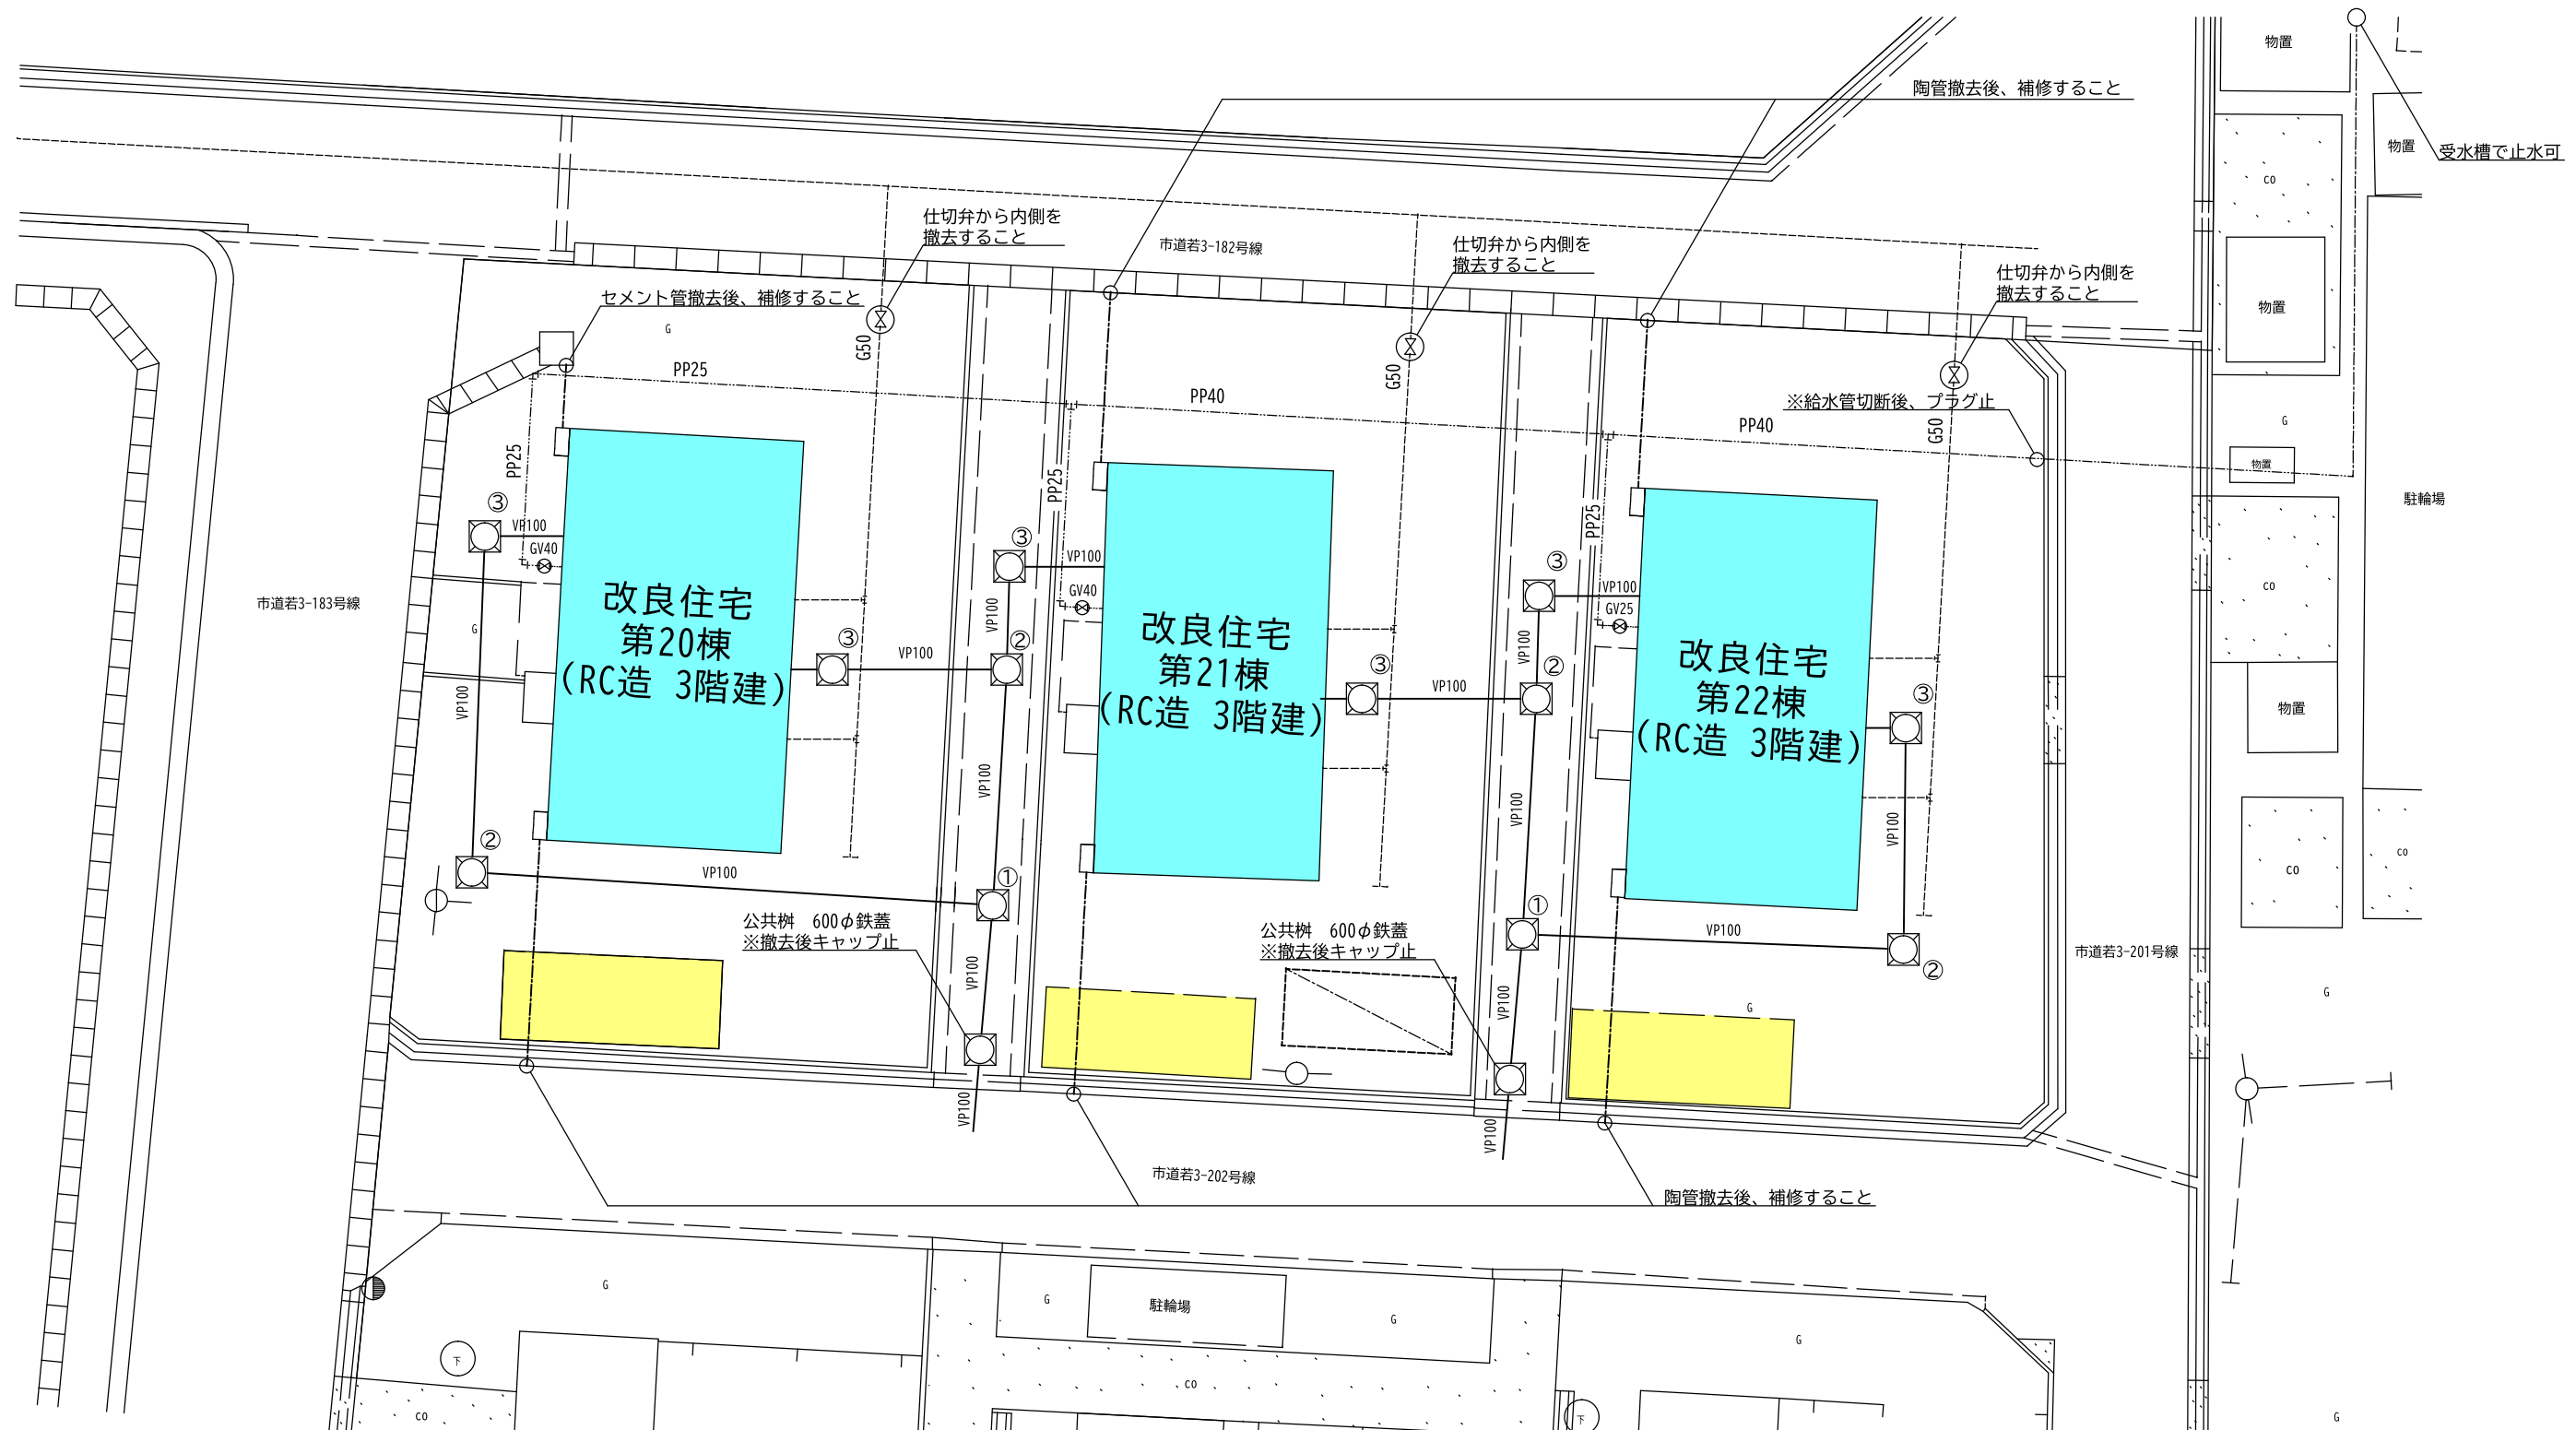 物置
陶管撤去後、補修すること
物置
受水槽で止水可
CO
仕切弁から内側を
撤去すること
市道若3-182号線
仕切弁から内側を
撤去すること
仕切弁から内側を
撤去すること
セメント管撤去後、補修すること
G
G50
G50
G50
物置
PP25
PP40
PP40
※給水管切断後、プラグ止
G
物置
駐輪場
PP25
PP25
PP25
③
VP100
GV40
③
VP100
GV40
③
VP100
GV25
CO
市道若3-183号線
G
改良住宅
第20棟
(RC造 3階建)
改良住宅
第21棟
(RC造 3階建)
改良住宅
第22棟
(RC造 3階建)
③
VP100
VP100
②
③
VP100
VP100
②
③
物置
VP100
VP100
VP100
VP100
②
VP100
①
①
VP100
②
CO
CO
公共桝 600φ鉄蓋
※撤去後キャップ止
公共桝 600φ鉄蓋
※撤去後キャップ止
市道若3-201号線
VP100
VP100
G
G
VP100
VP100
市道若3-202号線
陶管撤去後、補修すること
G
G
駐輪場
G
G
下
CO
CO
下
G